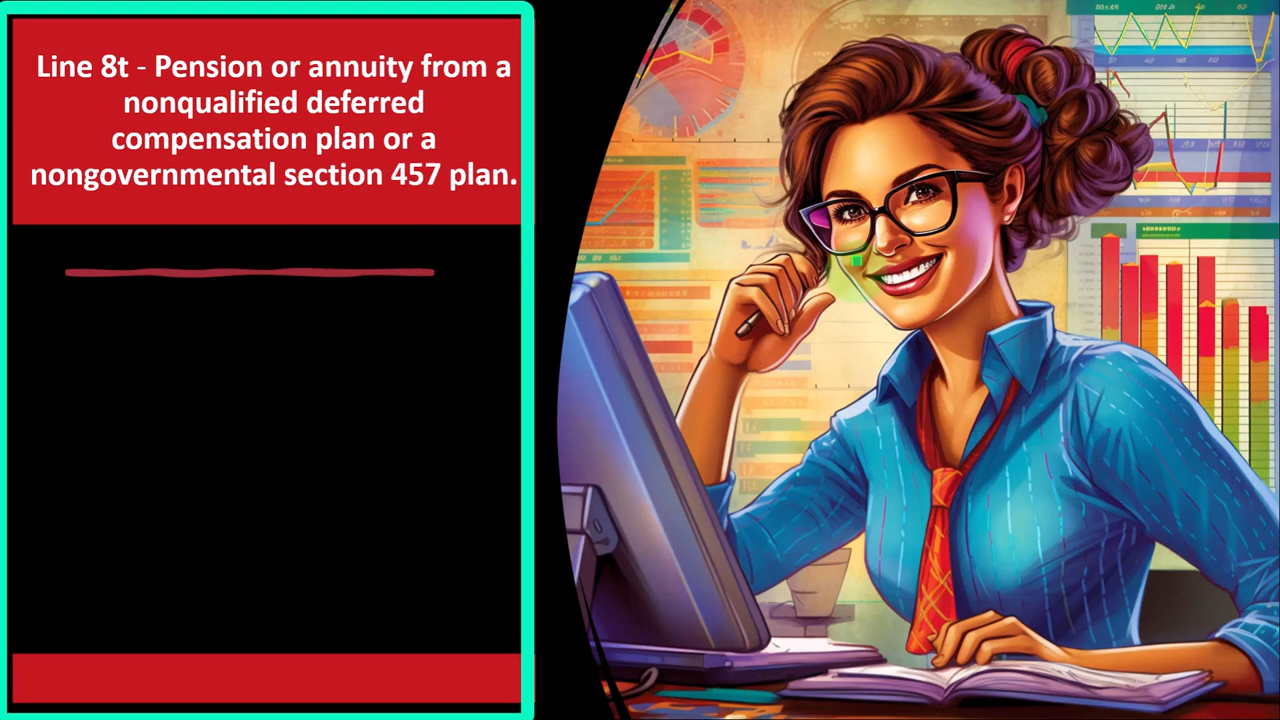 Line 8t - Pension or annuity from a
nonqualified deferred
compensation plan or a
nongovernmental section 457 plan.